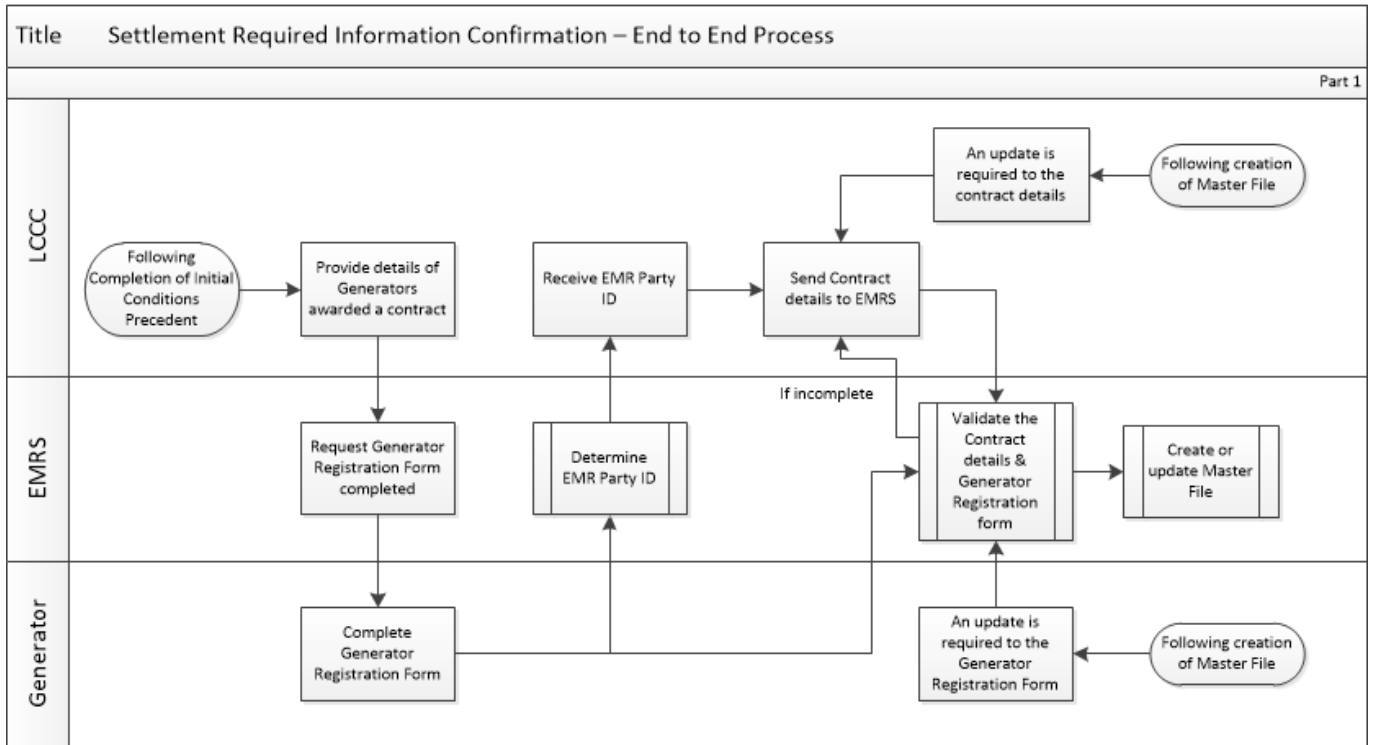 Title Settlement Required Information Confirmation – End to End Process
Part 1
LCCC
Following
Completion of Initial
Conditions
Precedent
Provide details of
Generators
awarded a contract
Receive EMR Party
ID
Send Contract
details to EMRS
An update is
required to the
contract details
Following creation
of Master File
EMRS
Request Generator
Registration Form
completed
Determine
EMR Party ID
If incomplete
Validate the
Contract
details &
Generator
Registration
form
Create or
update Master
File
Generator
Complete
Generator
Registration Form
An update is
required to the
Generator
Registration Form
Following creation
of Master File